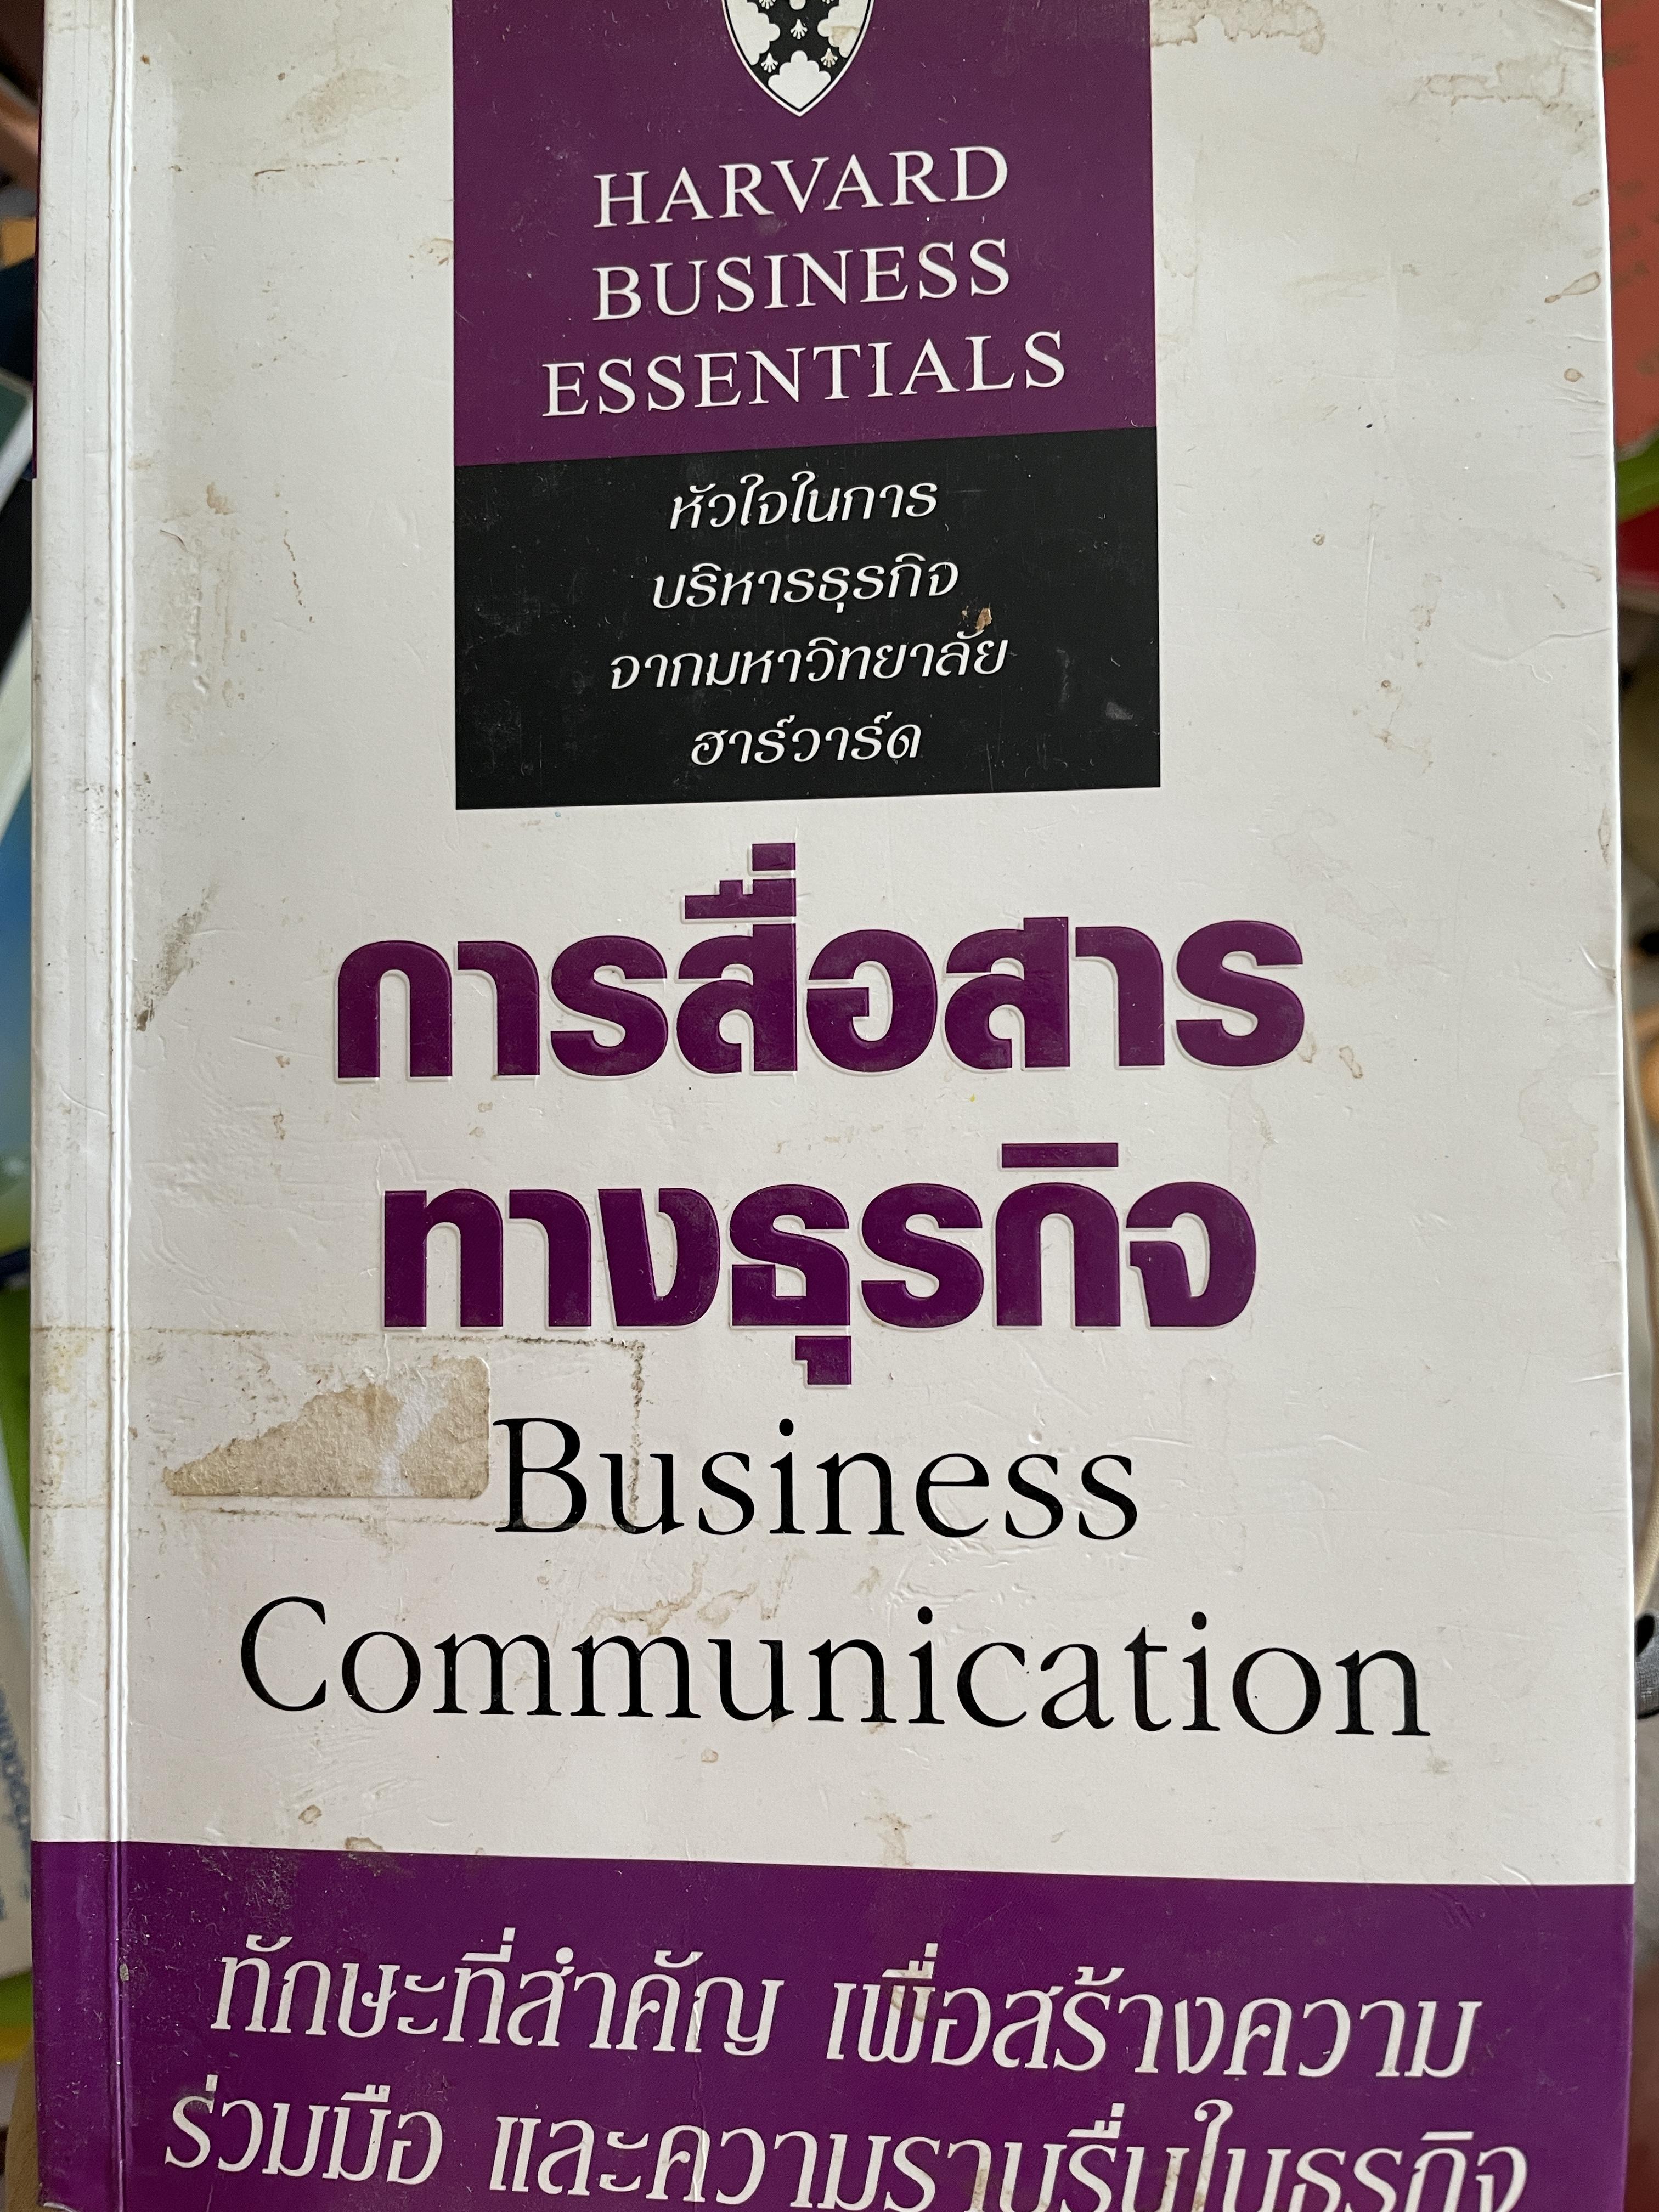 HARVARD
BUSINESS
ESSENTIALS
หัวใจในการ
บริหารธุรกิจ
จากมหาวิทยาลัย
ฮาร์วาร์ด
การสื่อสาร
ทางธุรกิจ
Business
Communication
ทักษะที่สำคัญ เพื่อสร้างความ
ร่วมมือ และความราบรื่นในธุรกิจ